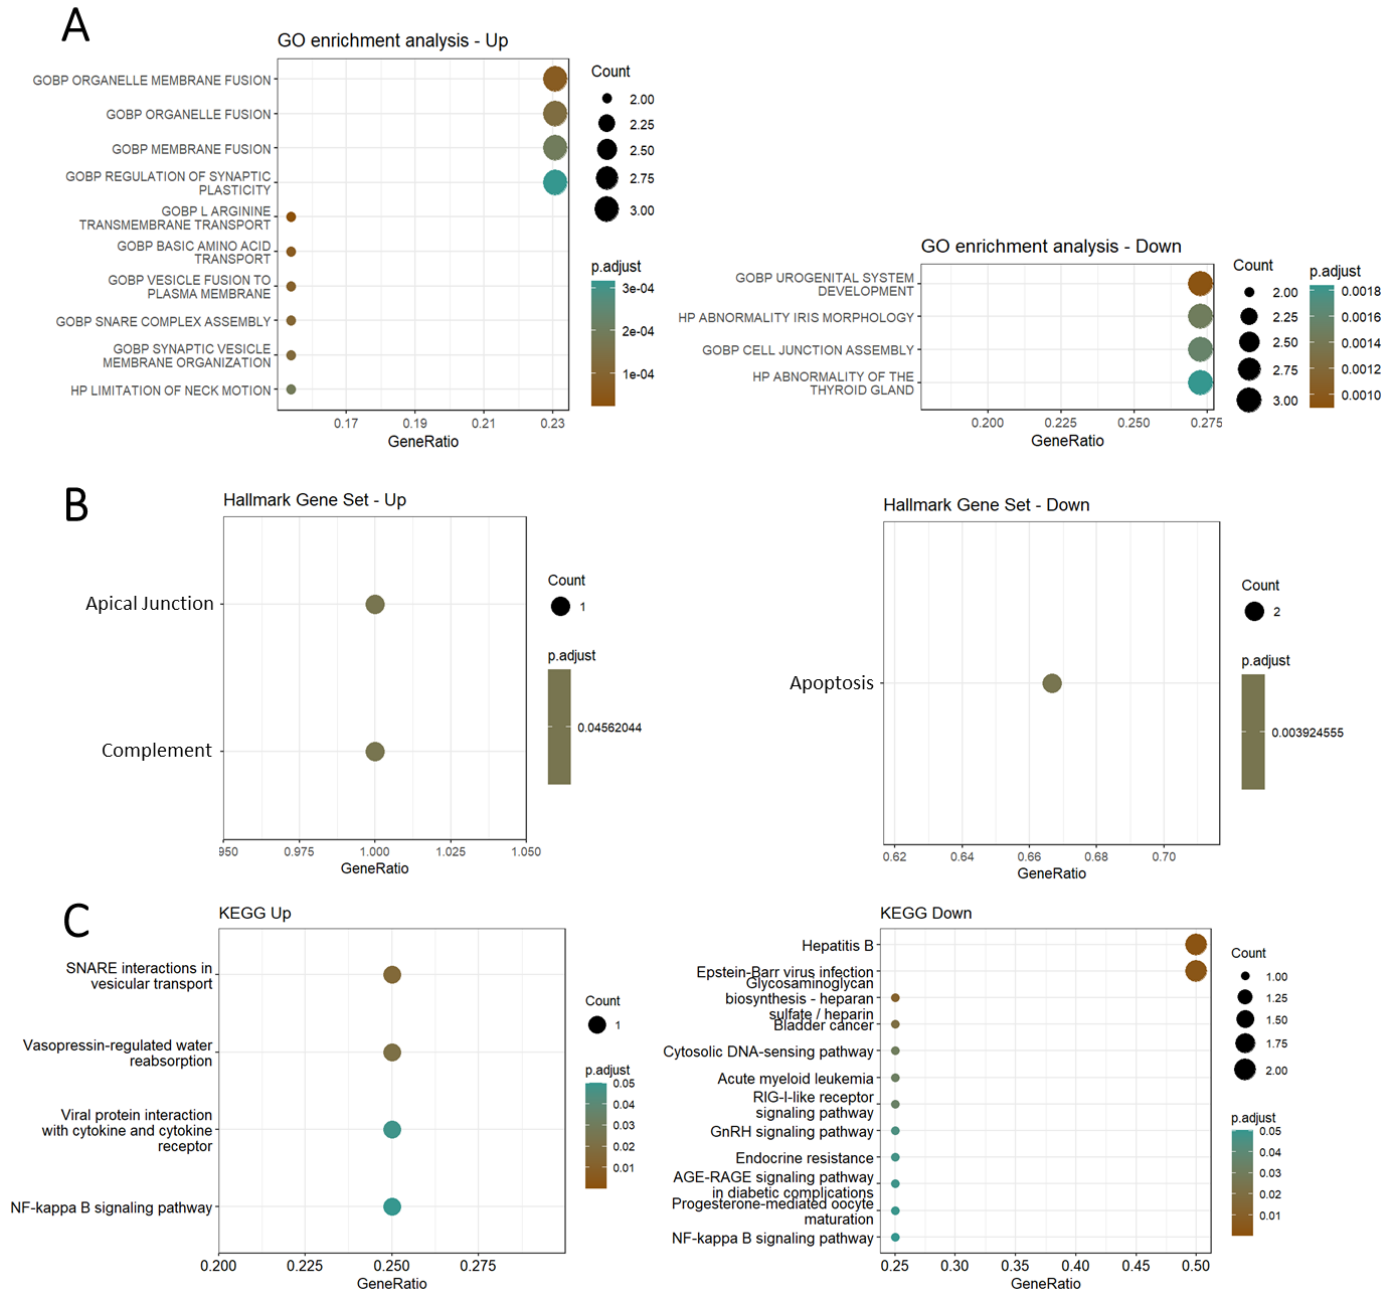 A
GO enrichment analysis - Up
GOBP ORGANELLE MEMBRANE FUSION
GOBP ORGANELLE FUSION
GOBP MEMBRANE FUSION
GOBP REGULATION OF SYNAPTIC
PLASTICITY
GOBP L ARGININE
TRANSMEMBRANE TRANSPORT
GOBP BASIC AMINO ACID
TRANSPORT
GOBP VESICLE FUSION TO
PLASMA MEMBRANE
GOBP SNARE COMPLEX ASSEMBLY
GOBP SYNAPTIC VESICLE
MEMBRANE ORGANIZATION
HP LIMITATION OF NECK MOTION
0.17 0.19 0.21 0.23
GeneRatio
Count
2.00
2.25
2.50
2.75
3.00
p.adjust
3e-04
2e-04
1e-04
GO enrichment analysis - Down
GOBP UROGENITAL SYSTEM
DEVELOPMENT
HP ABNORMALITY IRIS MORPHOLOGY
GOBP CELL JUNCTION ASSEMBLY
HP ABNORMALITY OF THE
THYROID GLAND
0.200 0.225 0.250 0.275
GeneRatio
Count
2.00
2.25
2.50
2.75
3.00
p.adjust
0.0018
0.0016
0.0014
0.0012
0.0010
B
Hallmark Gene Set - Up
Apical Junction
Complement
950 0.975 1.000 1.025 1.050
GeneRatio
Count
1
p.adjust
0.04562044
Hallmark Gene Set - Down
Apoptosis
0.62 0.64 0.66 0.68 0.70
GeneRatio
Count
2
p.adjust
0.003924555
C
KEGG Up
SNARE interactions in
vesicular transport
Vasopressin-regulated water
reabsorption
Viral protein interaction
with cytokine and cytokine
receptor
NF-kappa B signaling pathway
0.200 0.225 0.250 0.275
GeneRatio
Count
1
p.adjust
0.05
0.04
0.03
0.02
0.01
KEGG Down
Hepatitis B
Epstein-Barr virus infection
Glycosaminoglycan
biosynthesis - heparan
sulfate / heparin
Bladder cancer
Cytosolic DNA-sensing pathway
Acute myeloid leukemia
RIG-I-like receptor
signaling pathway
GnRH signaling pathway
Endocrine resistance
AGE-RAGE signaling pathway
in diabetic complications
Progesterone-mediated oocyte
maturation
NF-kappa B signaling pathway
0.25 0.30 0.35 0.40 0.45 0.50
GeneRatio
Count
1.00
1.25
1.50
1.75
2.00
p.adjust
0.05
0.04
0.03
0.02
0.01